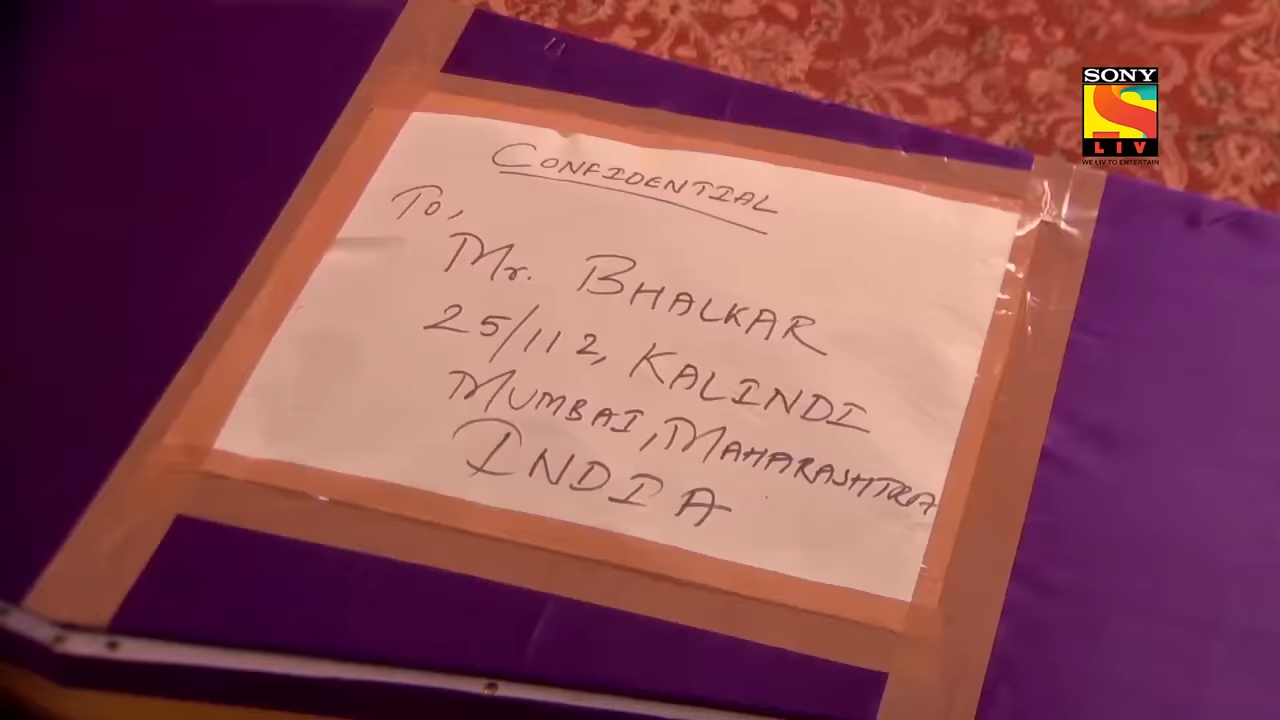 CONFIDENTIAL
To,
Mr. BHALKAR
25/112, KALINDI
MUMBAI, MAHARASHTRA
INDIA
SONY
LIV
WE LIV TO ENTERTAIN